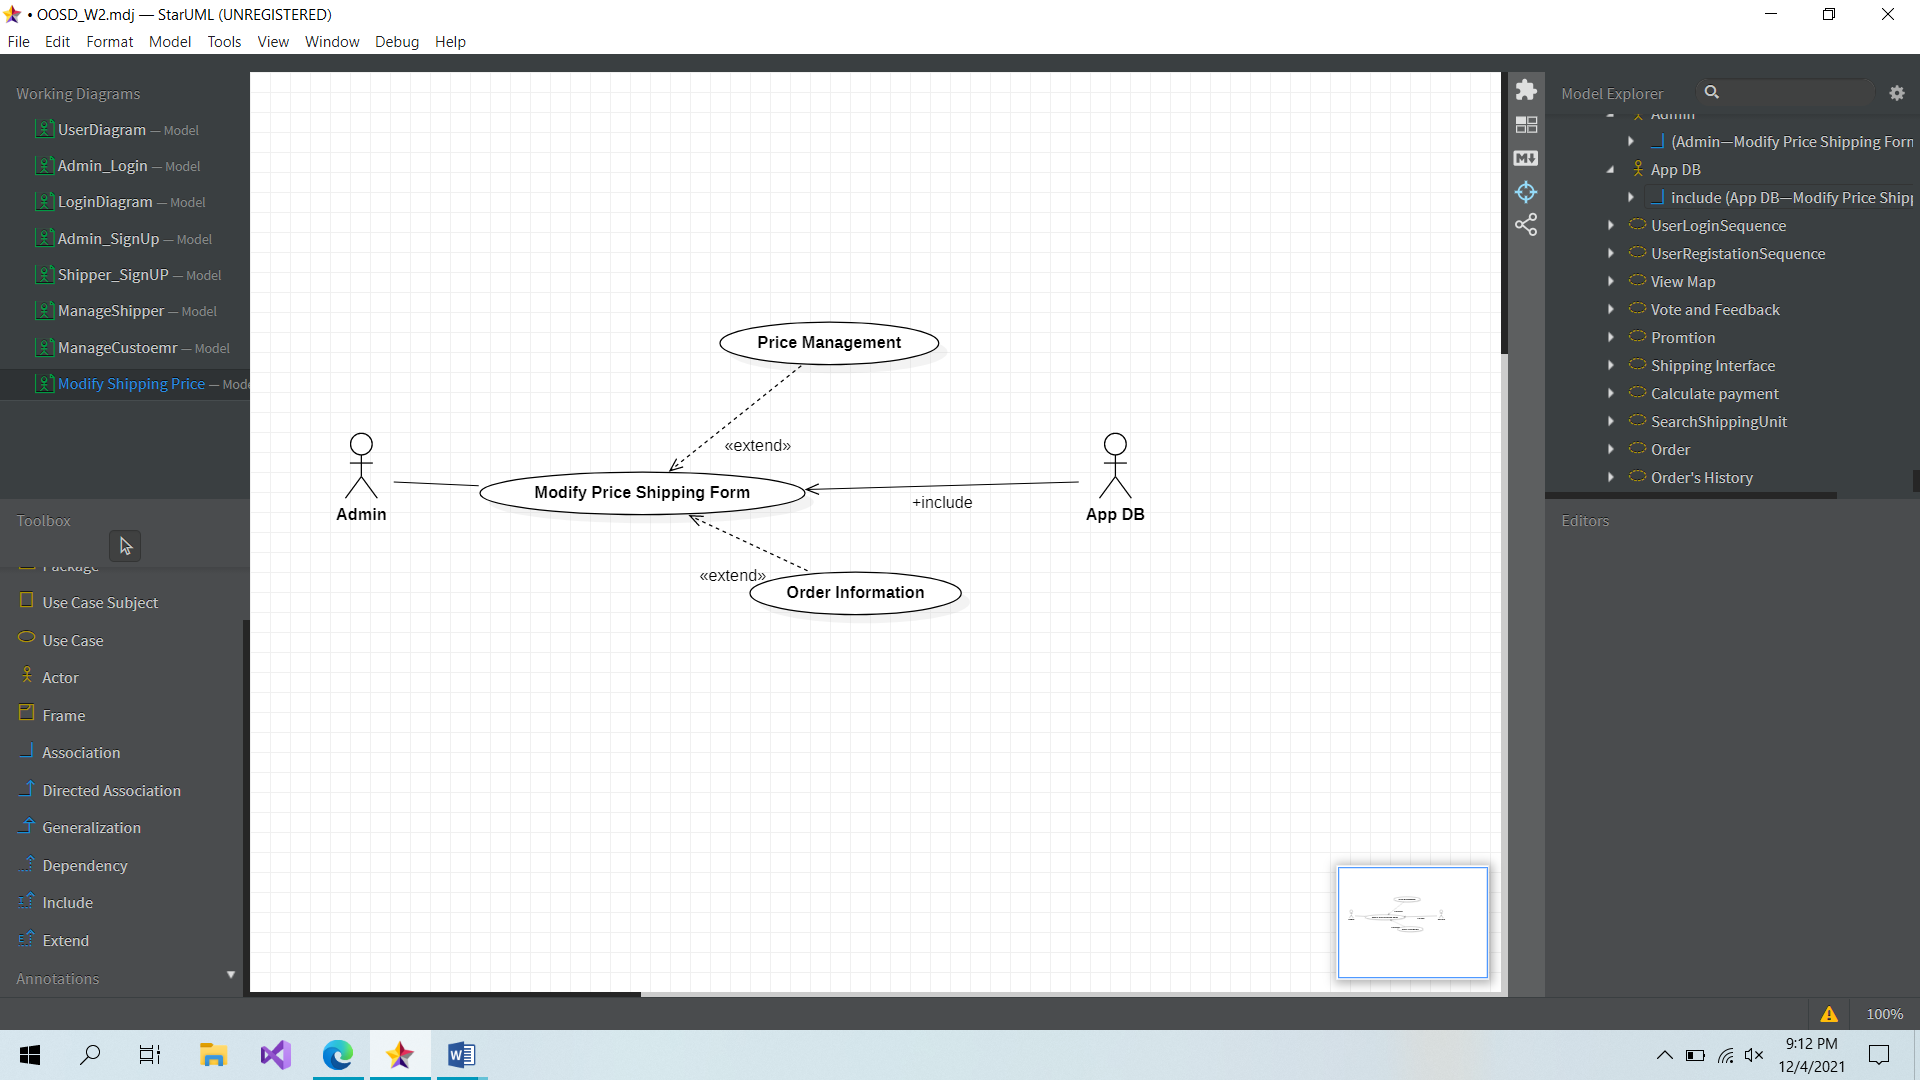 • OOSD_W2.mdj — StarUML (UNREGISTERED)
File Edit Format Model Tools View Window Debug Help
Working Diagrams
UserDiagram — Model
Admin_Login — Model
LoginDiagram — Model
Admin_SignUp — Model
Shipper_SignUP — Model
ManageShipper — Model
ManageCustoemr — Model
Modify Shipping Price — Mode
Toolbox
Package
Use Case Subject
Use Case
Actor
Frame
Association
Directed Association
Generalization
Dependency
Include
Extend
Annotations
Price Management
«extend»
Admin
Modify Price Shipping Form
+include
App DB
«extend»
Order Information
Model Explorer
Admin
(Admin—Modify Price Shipping Form
App DB
include (App DB—Modify Price Shipp
UserLoginSequence
UserRegistationSequence
View Map
Vote and Feedback
Promtion
Shipping Interface
Calculate payment
SearchShippingUnit
Order
Order's History
Editors
100%
9:12 PM
12/4/2021